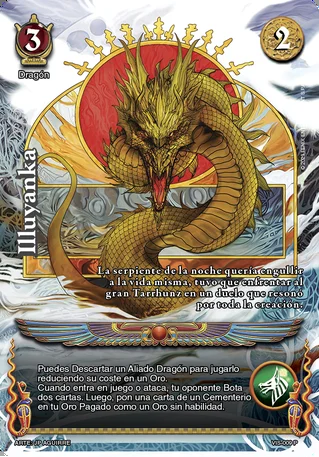 3
2
Dragón
Illuyanka
La serpiente de la noche quería engullir
a la vida misma, tuvo que enfrentar al
gran Tarrhunz en un duelo que resonó
por toda la creación.
Puedes Descartar un Aliado Dragón para jugarlo
reduciendo su coste en un Oro.
Cuando entra en juego o ataca, tu oponente Bota
dos cartas. Luego, pon una carta de un Cementerio
en tu Oro Pagado como un Oro sin habilidad.
ARTE: JP AGUIRRE